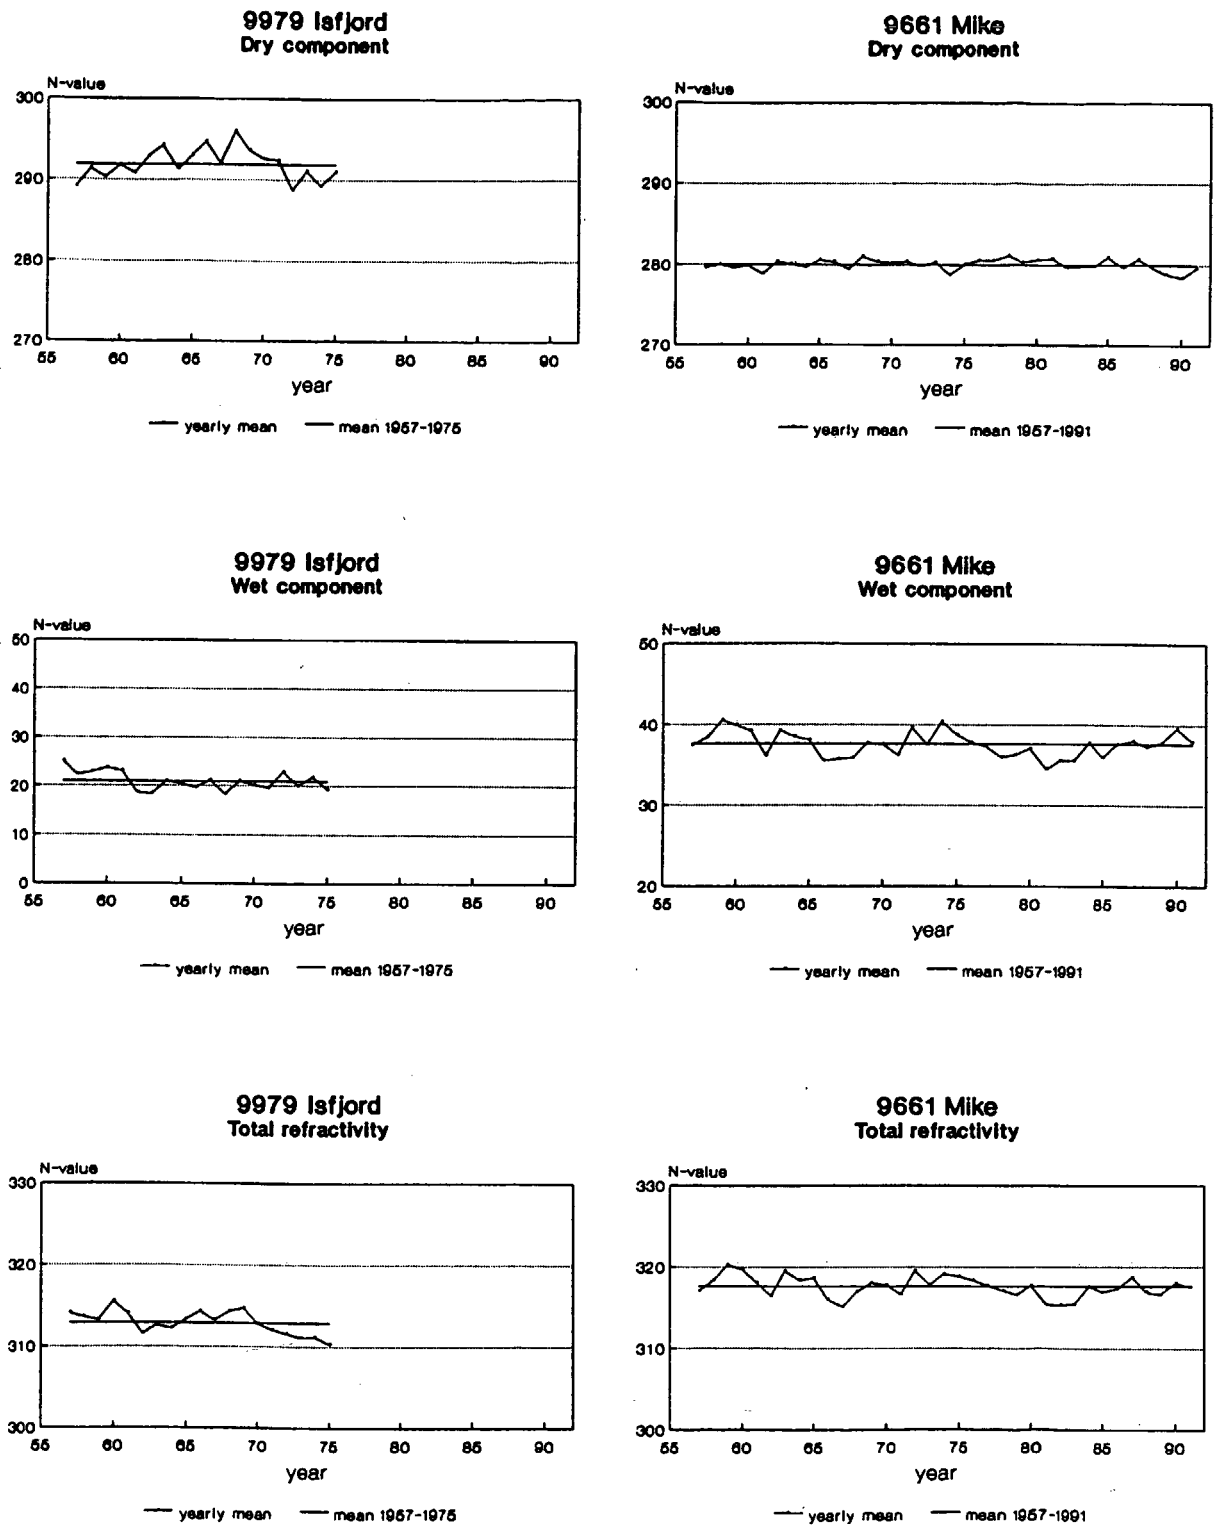 9979 Isfjord
Dry component
N-value
300
290
280
270
55 60 65 70 75 80 85 90
year
yearly mean mean 1957-1975
9661 Mike
Dry component
N-value
300
290
280
270
55 60 65 70 75 80 85 90
year
yearly mean mean 1957-1991
9979 Isfjord
Wet component
N-value
50
40
30
20
10
0
55 60 65 70 75 80 85 90
year
yearly mean mean 1957-1975
9661 Mike
Wet component
N-value
50
40
30
20
55 60 65 70 75 80 85 90
year
yearly mean mean 1957-1991
9979 Isfjord
Total refractivity
N-value
330
320
310
300
55 60 65 70 75 80 85 90
year
yearly mean mean 1957-1975
9661 Mike
Total refractivity
N-value
330
320
310
300
55 60 65 70 75 80 85 90
year
yearly mean mean 1957-1991